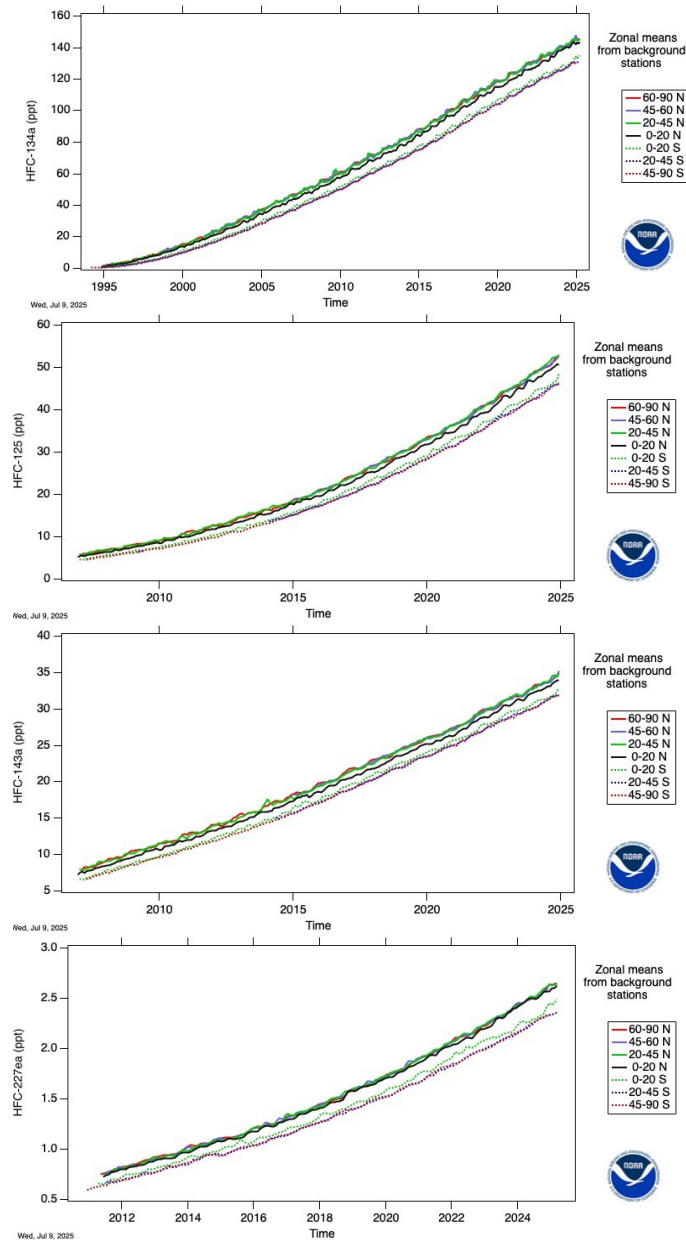 160
140
120
100
80
60
40
20
0
HFC-134a (ppt)
1995
2000
2005
2010
2015
2020
2025
Time
Wed, Jul 9, 2025
Zonal means
from background
stations
60-90 N
45-60 N
20-45 N
0-20 N
0-20 S
20-45 S
45-90 S
NOAA
60
50
40
30
20
10
0
HFC-125 (ppt)
2010
2015
2020
2025
Time
Wed, Jul 9, 2025
Zonal means
from background
stations
60-90 N
45-60 N
20-45 N
0-20 N
0-20 S
20-45 S
45-90 S
NOAA
40
35
30
25
20
15
10
5
HFC-143a (ppt)
2010
2015
2020
2025
Time
Wed, Jul 9, 2025
Zonal means
from background
stations
60-90 N
45-60 N
20-45 N
0-20 N
0-20 S
20-45 S
45-90 S
NOAA
3.0
2.5
2.0
1.5
1.0
0.5
HFC-227ea (ppt)
2012
2014
2016
2018
2020
2022
2024
Time
Wed, Jul 9, 2025
Zonal means
from background
stations
60-90 N
45-60 N
20-45 N
0-20 N
0-20 S
20-45 S
45-90 S
NOAA